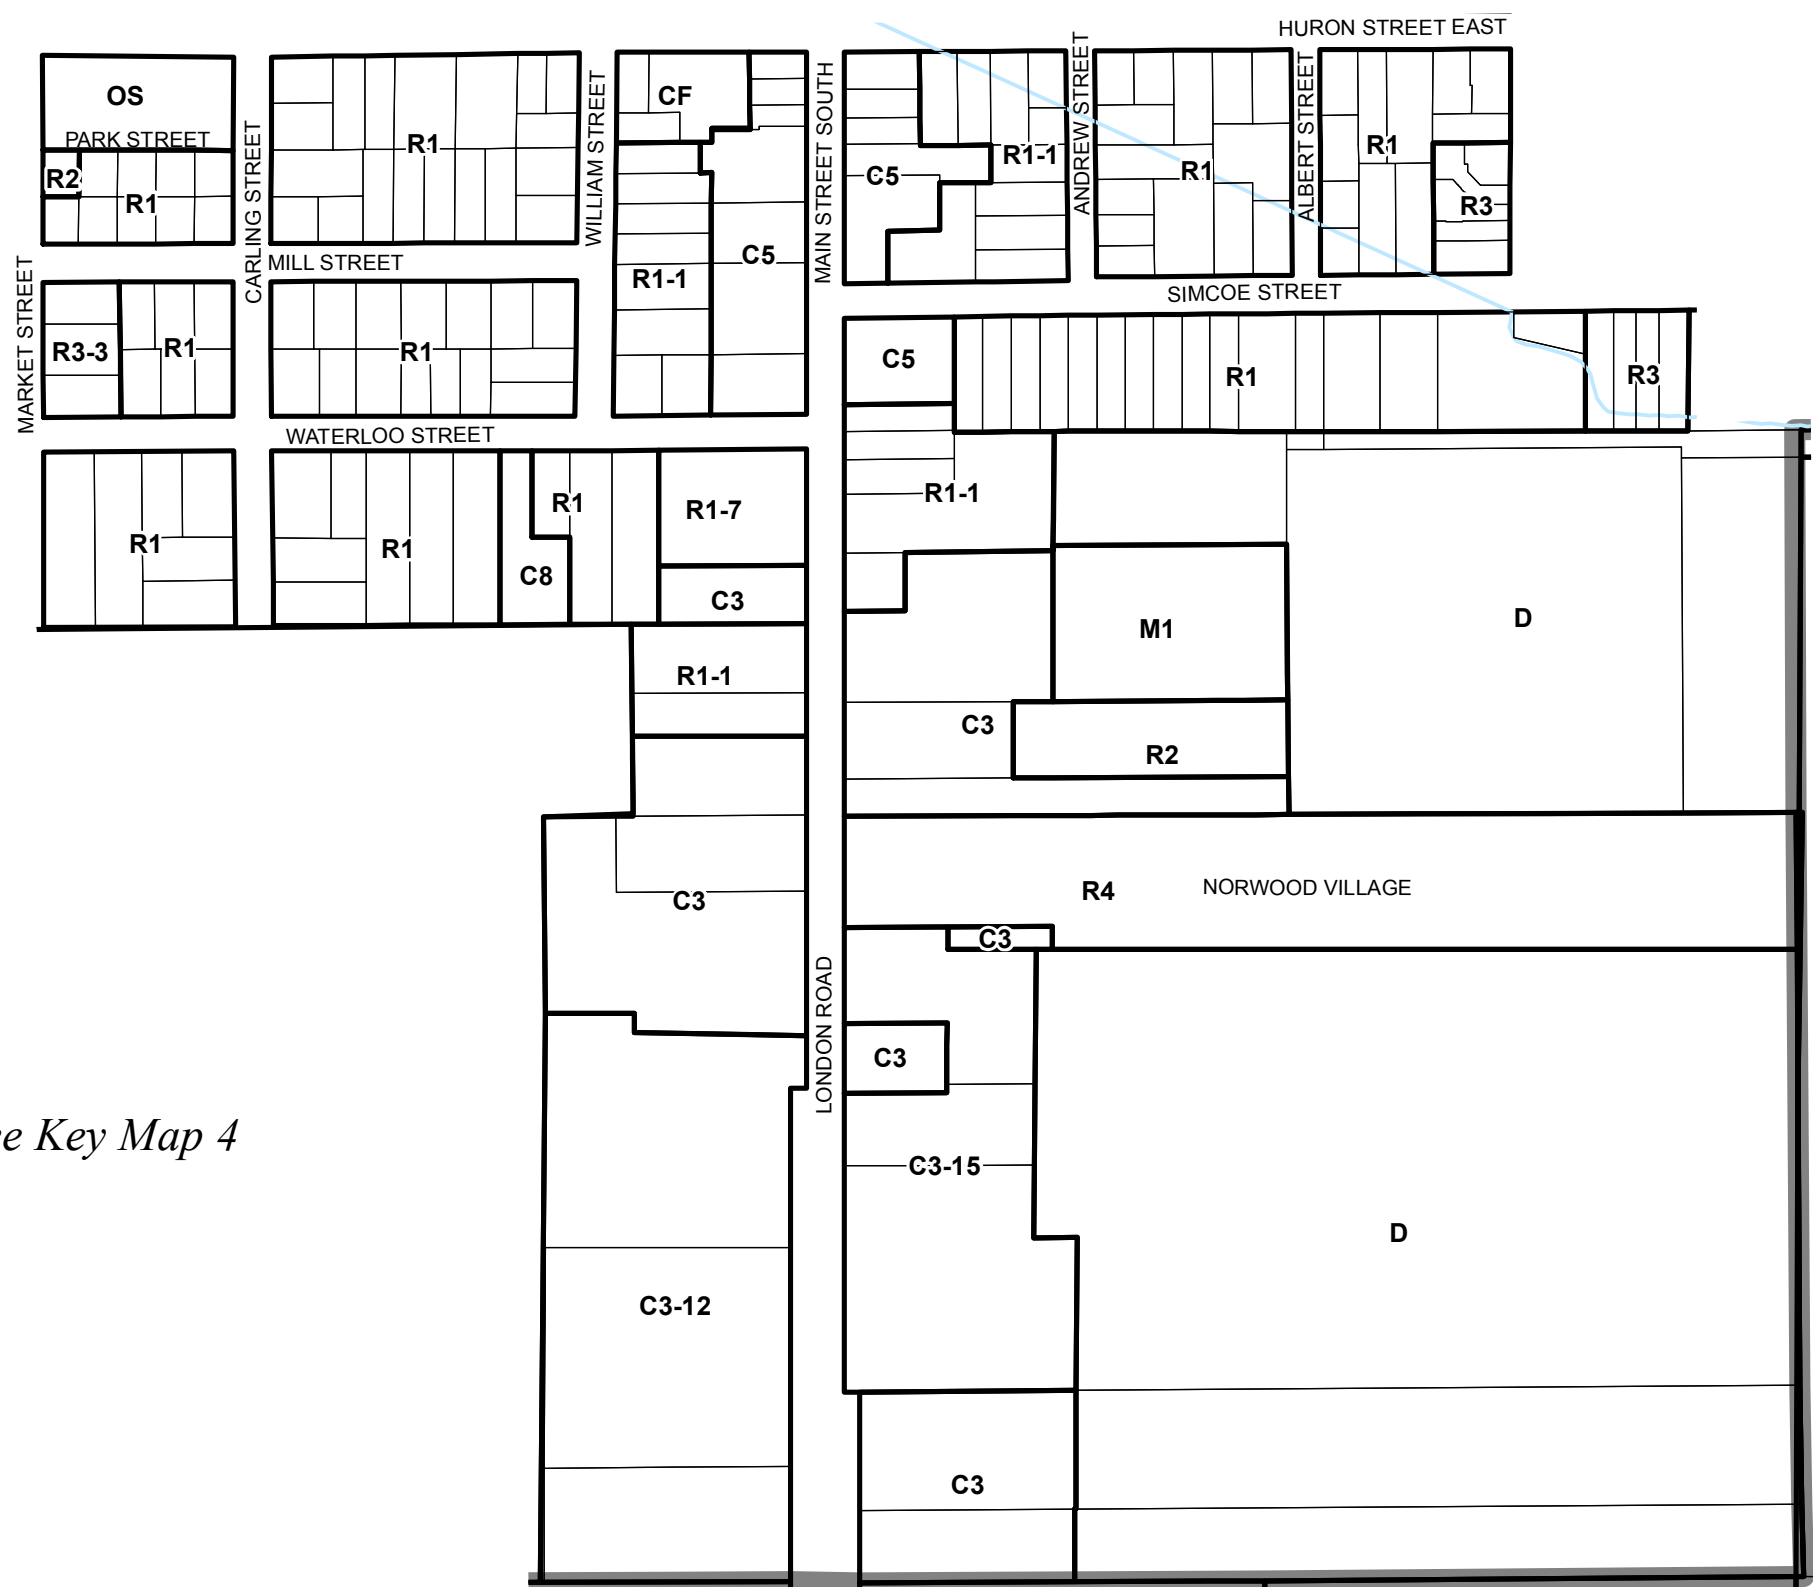 HURON STREET EAST
OS
CF
PARK STREET
R1
R1
R1-1
R1
R2
R1
C5
R1
R3
CARLING STREET
WILLIAM STREET
MAIN STREET SOUTH
ANDREW STREET
ALBERT STREET
C5
MILL STREET
R1-1
SIMCOE STREET
MARKET STREET
R3-3
R1
R1
C5
R1
R3
WATERLOO STREET
R1-1
R1
R1-7
R1
R1
C8
C3
D
M1
R1-1
C3
R2
C3
R4
NORWOOD VILLAGE
C3
LONDON ROAD
C3
Key Map 4
C3-15
D
C3-12
C3